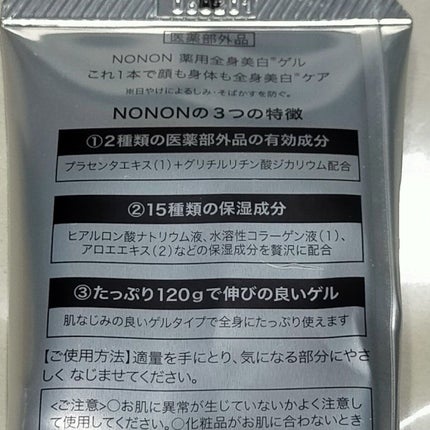 医薬部外品
NONON 薬用全身美白※ゲル
これ1本で顔も身体も全身美白※ケア
※日やけによるしみ・そばかすを防ぐ。
NONONの3つの特徴
①2種類の医薬部外品の有効成分
プラセンタエキス(1)+グリチルリチン酸ジカリウム配合
②15種類の保湿成分
ヒアルロン酸ナトリウム液、水溶性コラーゲン液(1)、
アロエエキス(2)などの保湿成分を贅沢に配合
③たっぷり120gで伸びの良いゲル
肌なじみの良いゲルタイプで全身にたっぷり使えます
【ご使用方法】適量を手にとり、気になる部分にやさ
しくなじませてください。
<ご注意>○お肌に異常が生じていないかよく注意し
て使用してください。○化粧品がお肌に合わないとき